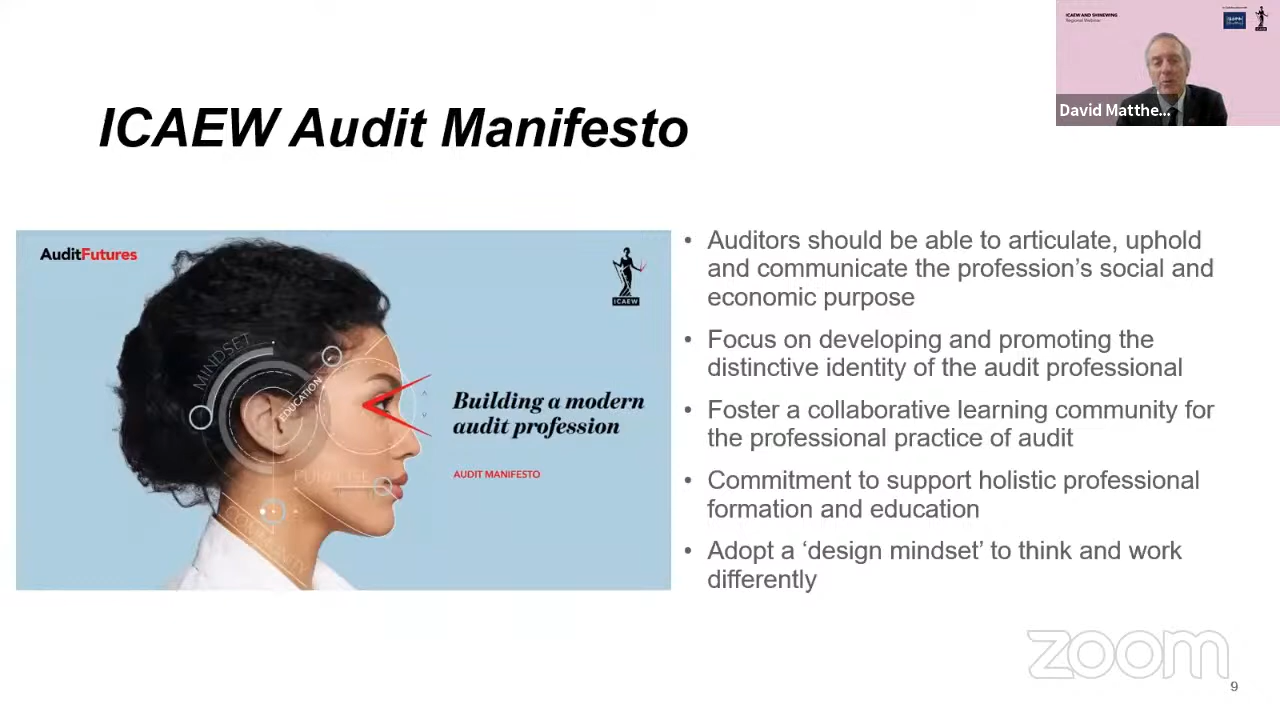 ICAEW AND SHINEWING
Regional Webinar
ICAEW
David Matthe...
ICAEW Audit Manifesto
AuditFutures
ICAEW
MINDSET
EDUCATION
PURPOSE
COMMUNITY
Building a modern
audit profession
AUDIT MANIFESTO
• Auditors should be able to articulate, uphold
and communicate the profession’s social and
economic purpose
• Focus on developing and promoting the
distinctive identity of the audit professional
• Foster a collaborative learning community for
the professional practice of audit
• Commitment to support holistic professional
formation and education
• Adopt a ‘design mindset’ to think and work
differently
zoom
9